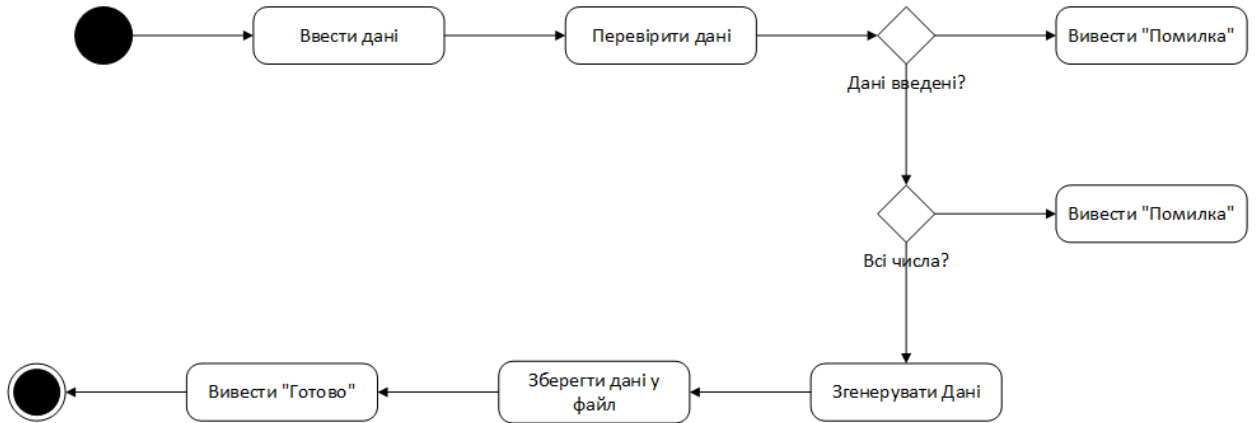 Ввести дані
Перевірити дані
Вивести "Помилка"
Дані введені?
Вивести "Помилка"
Всі числа?
Вивести "Готово"
Зберегти дані у
файл
Згенерувати Дані